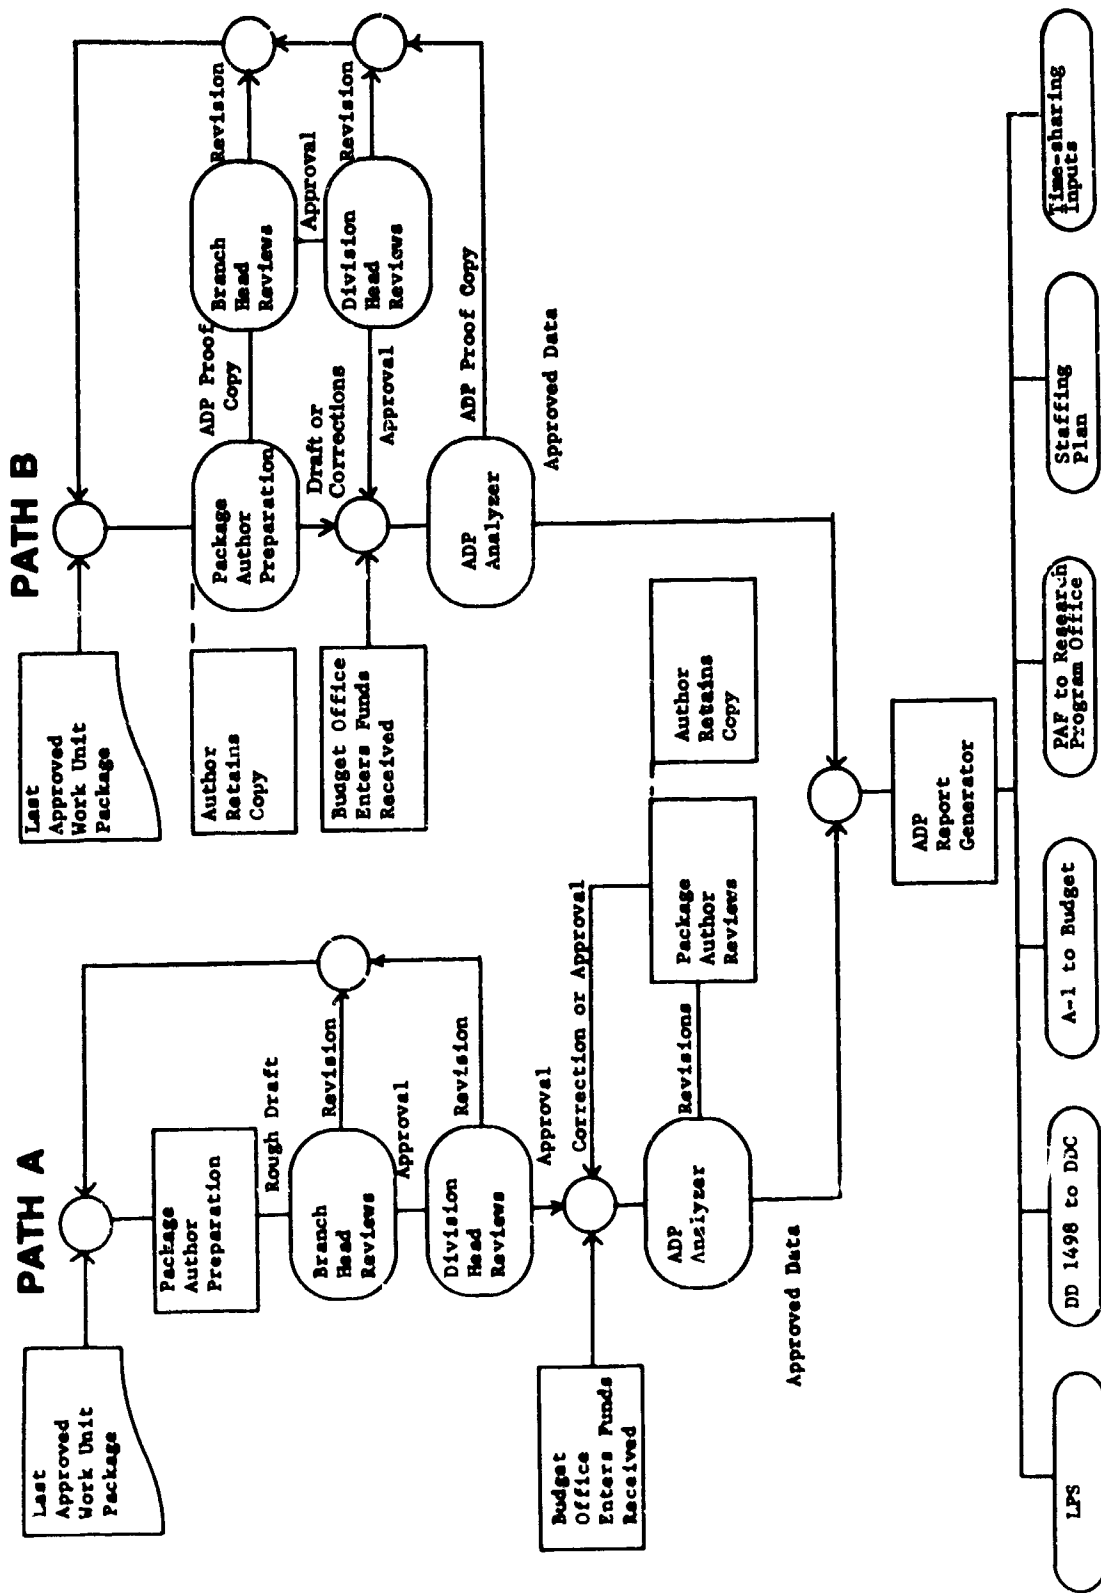 PATH A
Last
Approved
Work Unit
Package
Package
Author
Preparation
Rough Draft
Branch
Head
Reviews
Revision
Approval
Division
Head
Reviews
Revision
Approval
Budget
Office
Enters Funds
Received
Correction or Approval
ADP
Analyzer
Revisions
Package
Author
Reviews
Author
Retains
Copy
Approved Data
PATH B
Last
Approved
Work Unit
Package
Package
Author
Preparation
Author
Retains
Copy
ADP Proof
Copy
Branch
Head
Reviews
Revision
Approval
Division
Head
Reviews
Revision
Draft or
Corrections
Approval
Budget Office
Enters Funds
Received
ADP
Analyzer
ADP Proof Copy
Approved Data
ADP
Report
Generator
LPS
DD 1498 to DDC
A-1 to Budget
PAF to Research
Program Office
Staffing
Plan
Time-sharing
Inputs